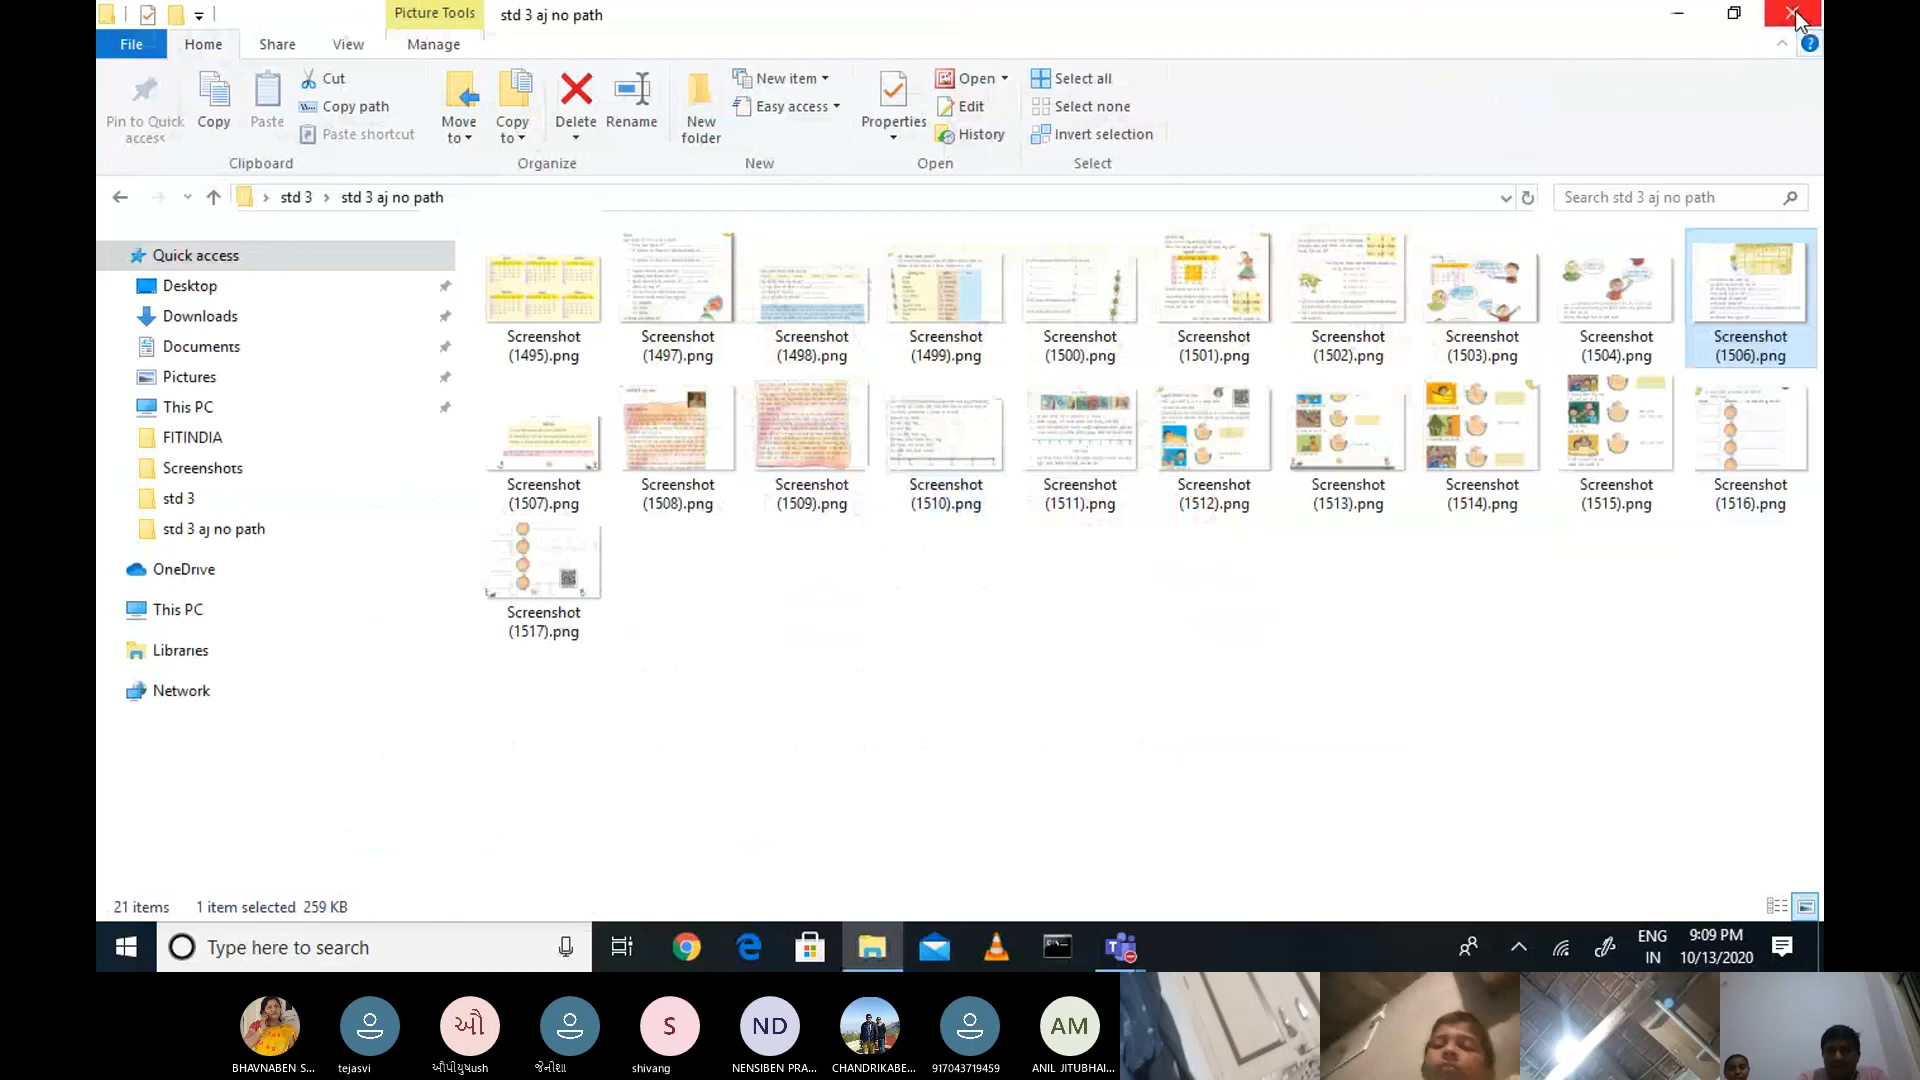 Picture Tools
std 3 aj no path
File
Home
Share
View
Manage
Pin to Quick access
Copy
Paste
Cut
Copy path
Paste shortcut
Clipboard
Move to
Copy to
Delete
Rename
Organize
New folder
New item
Easy access
New
Properties
Open
Edit
History
Open
Select all
Select none
Invert selection
Select
std 3 › std 3 aj no path
Search std 3 aj no path
Quick access
Desktop
Downloads
Documents
Pictures
This PC
FITINDIA
Screenshots
std 3
std 3 aj no path
OneDrive
This PC
Libraries
Network
Screenshot (1495).png
Screenshot (1497).png
Screenshot (1498).png
Screenshot (1499).png
Screenshot (1500).png
Screenshot (1501).png
Screenshot (1502).png
Screenshot (1503).png
Screenshot (1504).png
Screenshot (1506).png
Screenshot (1507).png
Screenshot (1508).png
Screenshot (1509).png
Screenshot (1510).png
Screenshot (1511).png
Screenshot (1512).png
Screenshot (1513).png
Screenshot (1514).png
Screenshot (1515).png
Screenshot (1516).png
Screenshot (1517).png
21 items
1 item selected 259 KB
Type here to search
ENG
IN
9:09 PM
10/13/2020
ઔ
S
ND
AM
BHAVNABEN S...
tejasvi
ઔપીયુષush
જેનીશા
shivang
NENSIBEN PRA...
CHANDRIKABE...
917043719459
ANIL JITUBHAI...